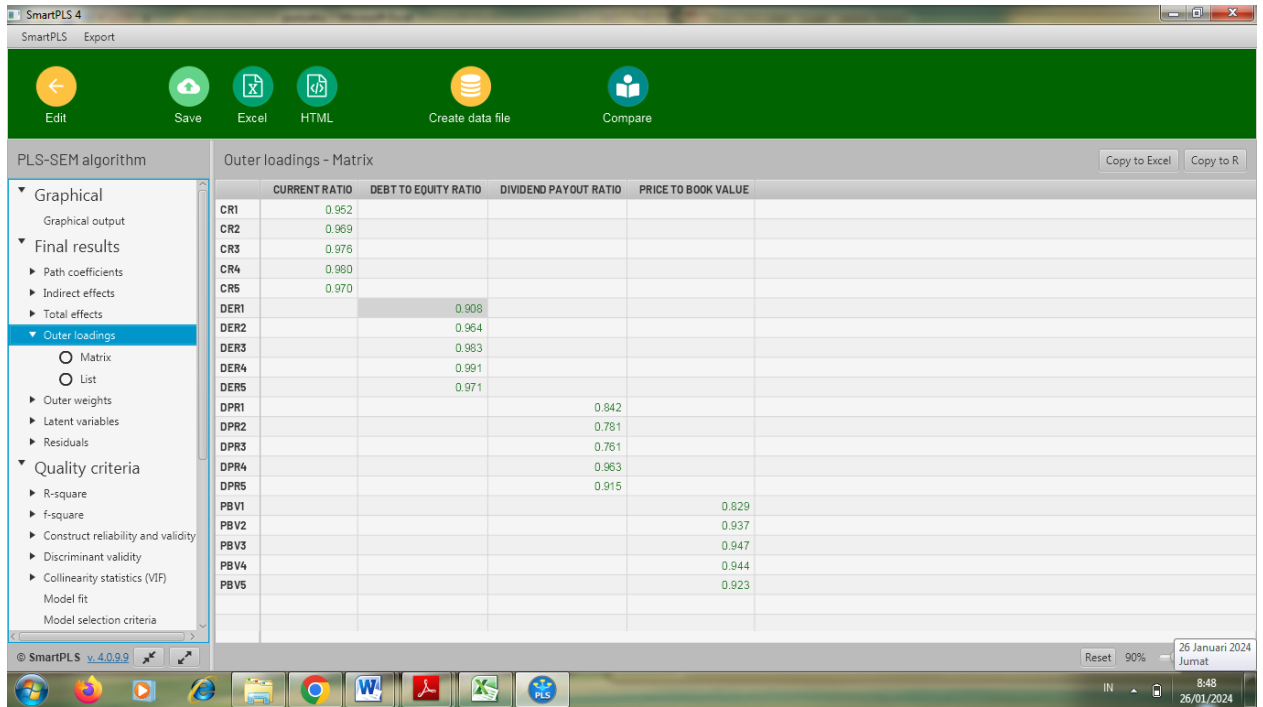 SmartPLS 4
SmartPLS Export
Edit Save Excel HTML Create data file Compare
PLS-SEM algorithm
Graphical
Graphical output
Final results
Path coefficients
Indirect effects
Total effects
Outer loadings
Matrix
List
Outer weights
Latent variables
Residuals
Quality criteria
R-square
f-square
Construct reliability and validity
Discriminant validity
Collinearity statistics (VIF)
Model fit
Model selection criteria
© SmartPLS v. 4.0.9.9
Outer loadings - Matrix Copy to Excel Copy to R
CURRENT RATIO DEBT TO EQUITY RATIO DIVIDEND PAYOUT RATIO PRICE TO BOOK VALUE
CR1 0.952
CR2 0.969
CR3 0.976
CR4 0.980
CR5 0.970
DER1 0.908
DER2 0.964
DER3 0.983
DER4 0.991
DER5 0.971
DPR1 0.842
DPR2 0.781
DPR3 0.761
DPR4 0.963
DPR5 0.915
PBV1 0.829
PBV2 0.937
PBV3 0.947
PBV4 0.944
PBV5 0.923
Reset 90%
26 Januari 2024
Jumat
PLS
IN 8:48
26/01/2024